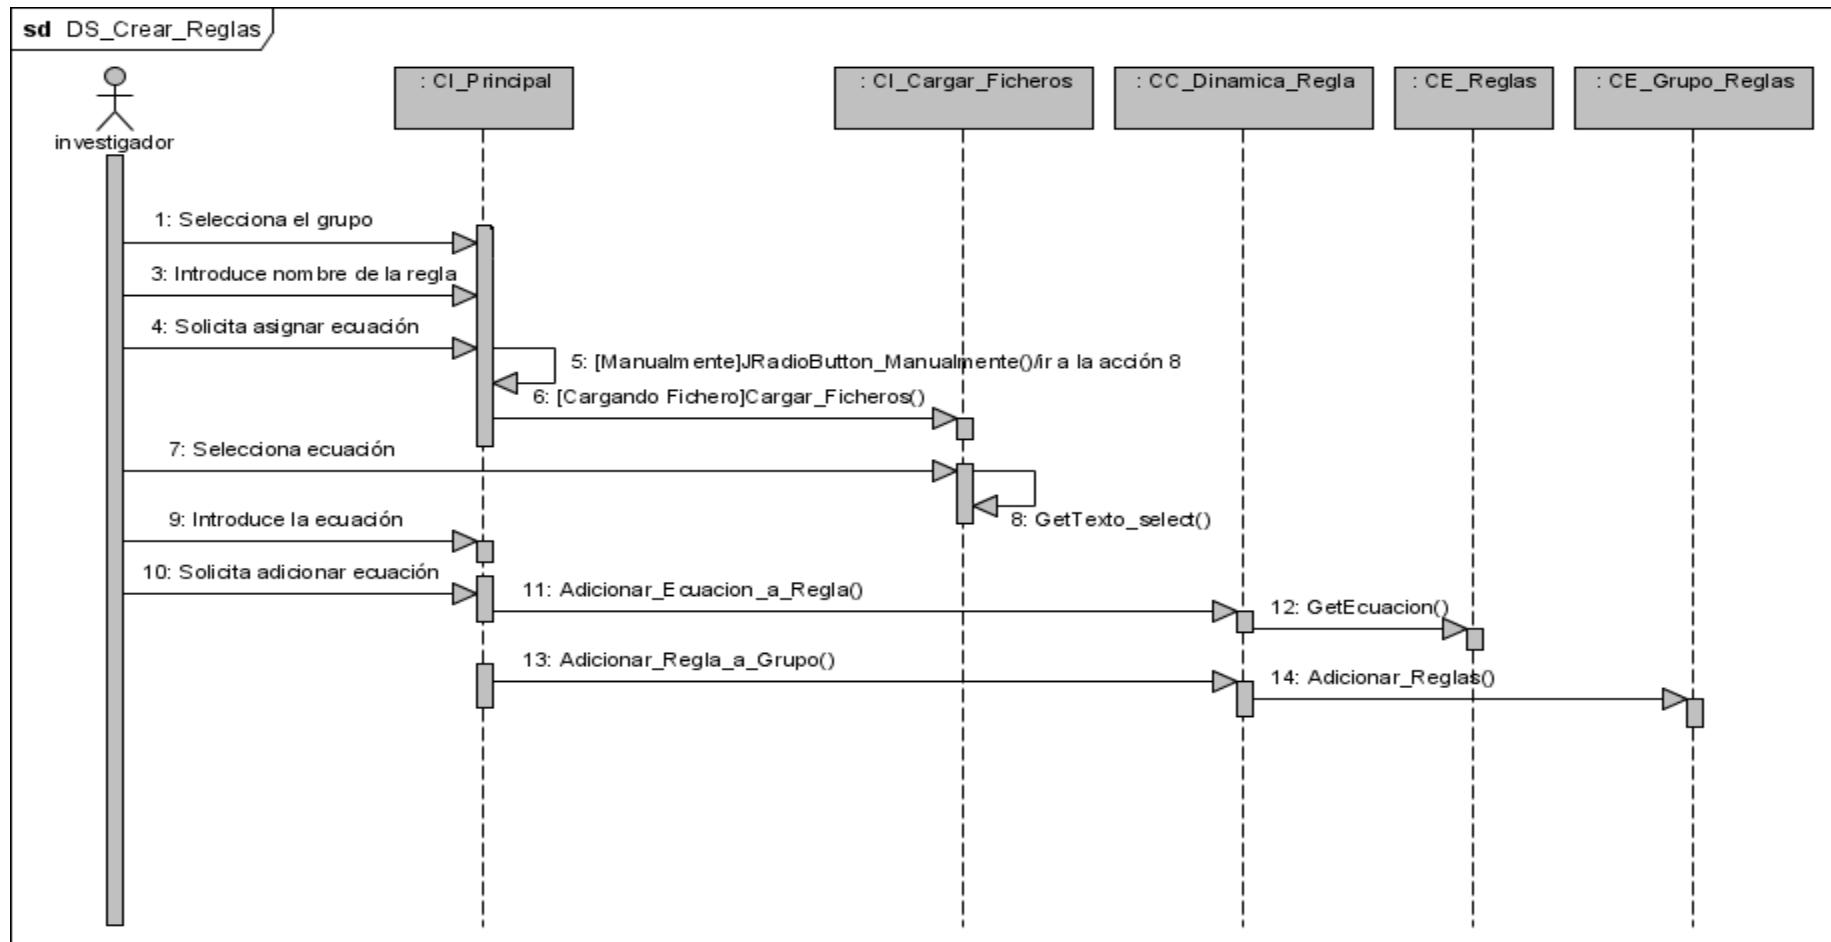 sd DS_Crear_Reglas
investigador
: CI_Principal
: CI_Cargar_Ficheros
: CC_Dinamica_Regla
: CE_Reglas
: CE_Grupo_Reglas
1: Selecciona el grupo
3: Introduce nombre de la regla
4: Solicita asignar ecuación
5: [Manualmente]JRadioButton_Manualmente()/ir a la acción 8
6: [Cargando Fichero]Cargar_Ficheros()
7: Selecciona ecuación
8: GetTexto_select()
9: Introduce la ecuación
10: Solicita adicionar ecuación
11: Adicionar_Ecuacion_a_Regla()
12: GetEcuacion()
13: Adicionar_Regla_a_Grupo()
14: Adicionar_Reglas()